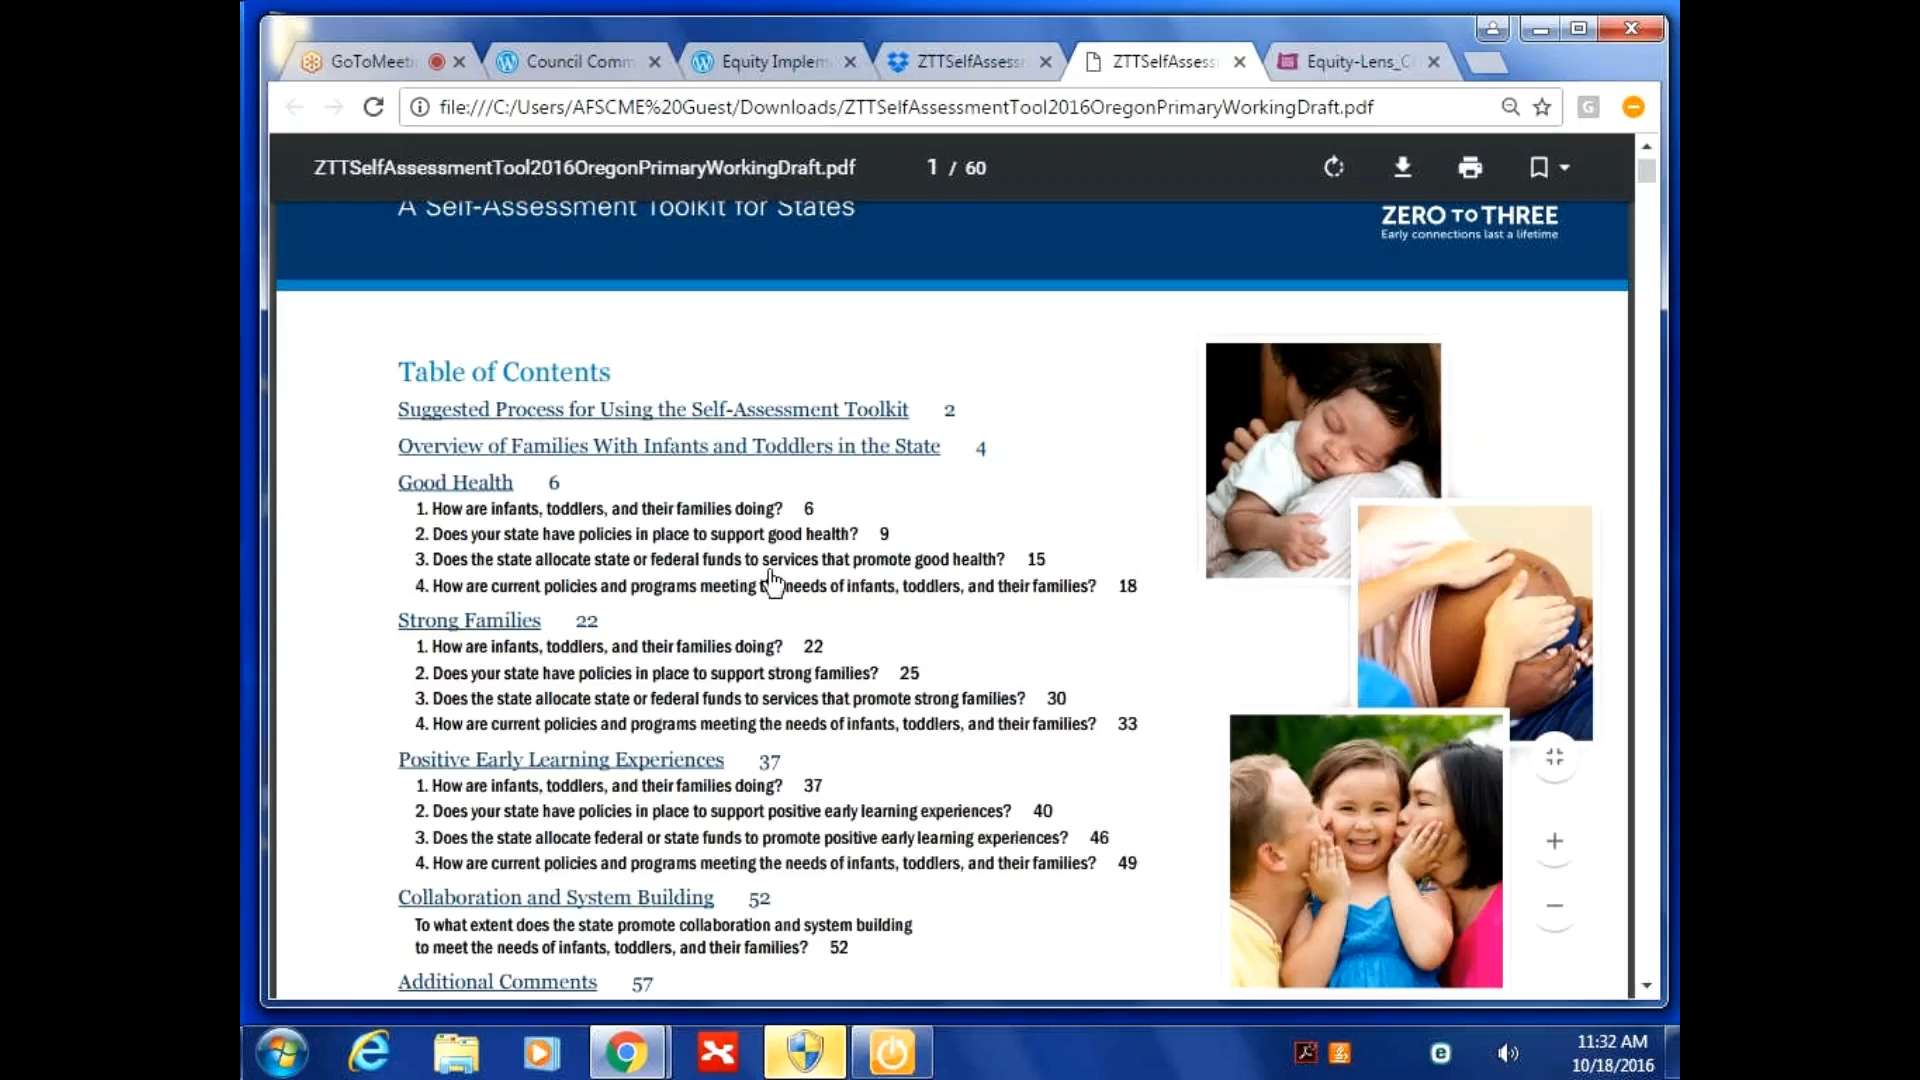 GoToMeeti
Council Comm
Equity Implem
ZTTSelfAssess
ZTTSelfAssess
Equity-Lens_C
file:///C:/Users/AFSCME%20Guest/Downloads/ZTTSelfAssessmentTool2016OregonPrimaryWorkingDraft.pdf
G
ZTTSelfAssessmentTool2016OregonPrimaryWorkingDraft.pdf
1 / 60
A Self-Assessment Toolkit for States
ZERO TO THREE
Early connections last a lifetime
Table of Contents
Suggested Process for Using the Self-Assessment Toolkit 2
Overview of Families With Infants and Toddlers in the State 4
Good Health 6
1. How are infants, toddlers, and their families doing? 6
2. Does your state have policies in place to support good health? 9
3. Does the state allocate state or federal funds to services that promote good health? 15
4. How are current policies and programs meeting the needs of infants, toddlers, and their families? 18
Strong Families 22
1. How are infants, toddlers, and their families doing? 22
2. Does your state have policies in place to support strong families? 25
3. Does the state allocate state or federal funds to services that promote strong families? 30
4. How are current policies and programs meeting the needs of infants, toddlers, and their families? 33
Positive Early Learning Experiences 37
1. How are infants, toddlers, and their families doing? 37
2. Does your state have policies in place to support positive early learning experiences? 40
3. Does the state allocate federal or state funds to promote positive early learning experiences? 46
4. How are current policies and programs meeting the needs of infants, toddlers, and their families? 49
Collaboration and System Building 52
To what extent does the state promote collaboration and system building
to meet the needs of infants, toddlers, and their families? 52
Additional Comments 57
11:32 AM
10/18/2016